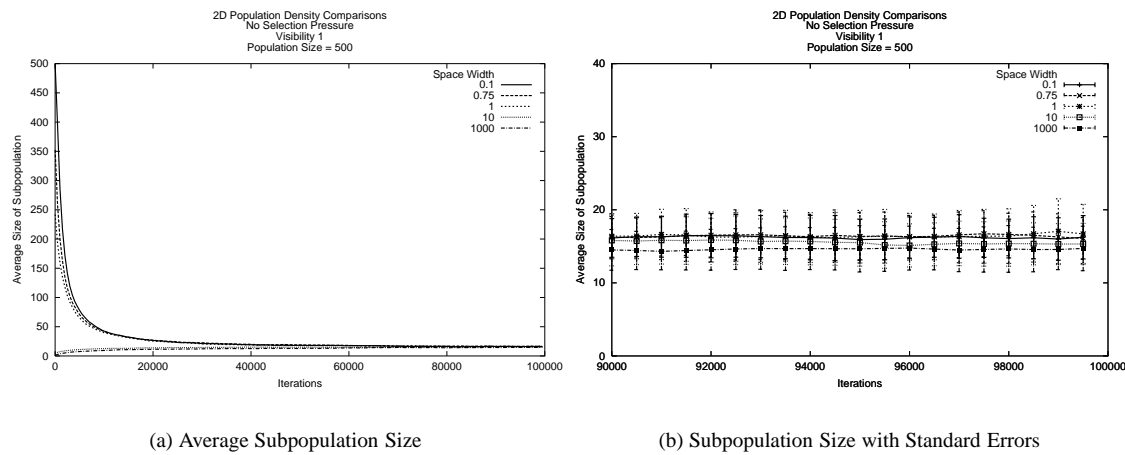 2D Population Density Comparisons
No Selection Pressure
Visibility 1
Population Size = 500
Space Width
0.1
0.75
1
10
1000
Average Size of Subpopulation
500
450
400
350
300
250
200
150
100
50
0
0 20000 40000 60000 80000 100000
Iterations
(a) Average Subpopulation Size
2D Population Density Comparisons
No Selection Pressure
Visibility 1
Population Size = 500
Space Width
0.1
0.75
1
10
1000
Average Size of Subpopulation
40
30
20
10
0
90000 92000 94000 96000 98000 100000
Iterations
(b) Subpopulation Size with Standard Errors